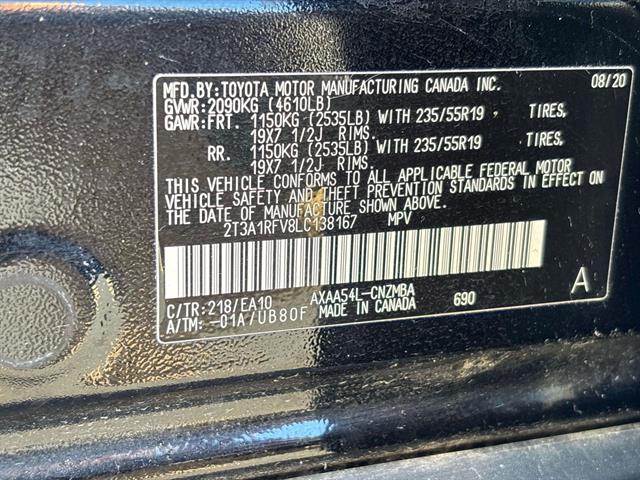 MFD.BY:TOYOTA MOTOR MANUFACTURING CANADA INC. 08/20
GVWR:2090KG (4610LB)
GAWR:FRT. 1150KG (2535LB) WITH 235/55R19 TIRES,
19X7 1/2J RIMS.
RR. 1150KG (2535LB) WITH 235/55R19 TIRES,
19X7 1/2J RIMS.
THIS VEHICLE CONFORMS TO ALL APPLICABLE FEDERAL MOTOR
VEHICLE SAFETY AND THEFT PREVENTION STANDARDS IN EFFECT ON
THE DATE OF MANUFACTURE SHOWN ABOVE.
2T3A1RFV8LC138167 MPV
C/TR:218/EA10 AXAA54L-CNZMBA A
A/TM:-01A/UB80F MADE IN CANADA 690